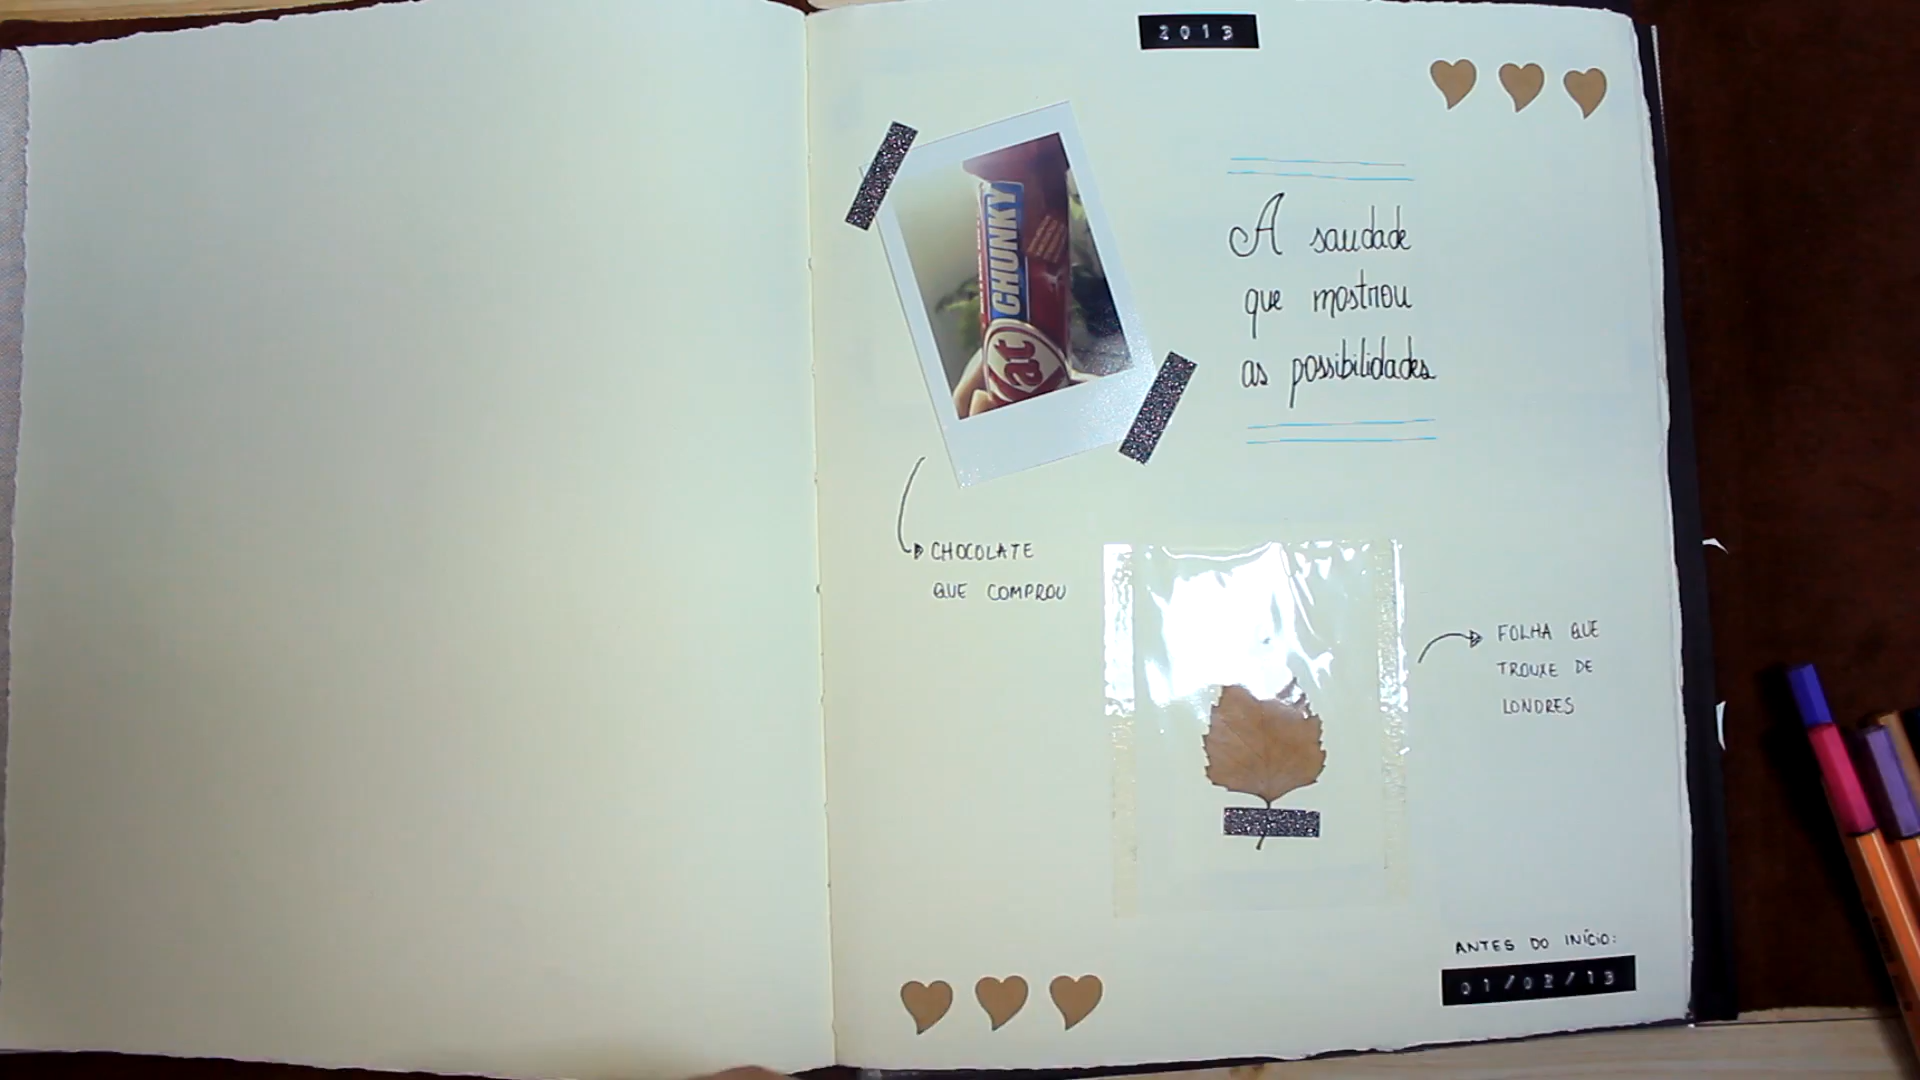 2013
A saudade
que mostrou
as possibilidades
Kat
CHUNKY
CHOCOLATE
QUE COMPROU
FOLHA QUE
TROUXE DE
LONDRES
ANTES DO INÍCIO:
01/02/13